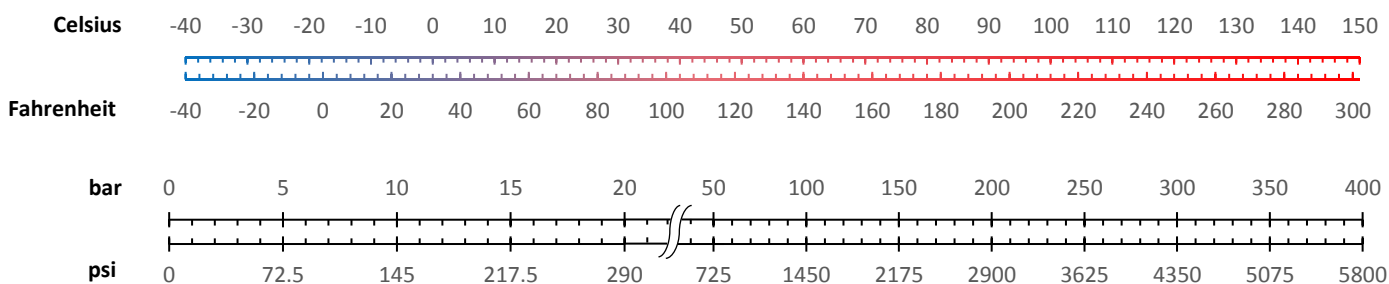 Celsius -40 -30 -20 -10 0 10 20 30 40 50 60 70 80 90 100 110 120 130 140 150
Fahrenheit -40 -20 0 20 40 60 80 100 120 140 160 180 200 220 240 260 280 300
bar 0 5 10 15 20 50 100 150 200 250 300 350 400
psi 0 72.5 145 217.5 290 725 1450 2175 2900 3625 4350 5075 5800